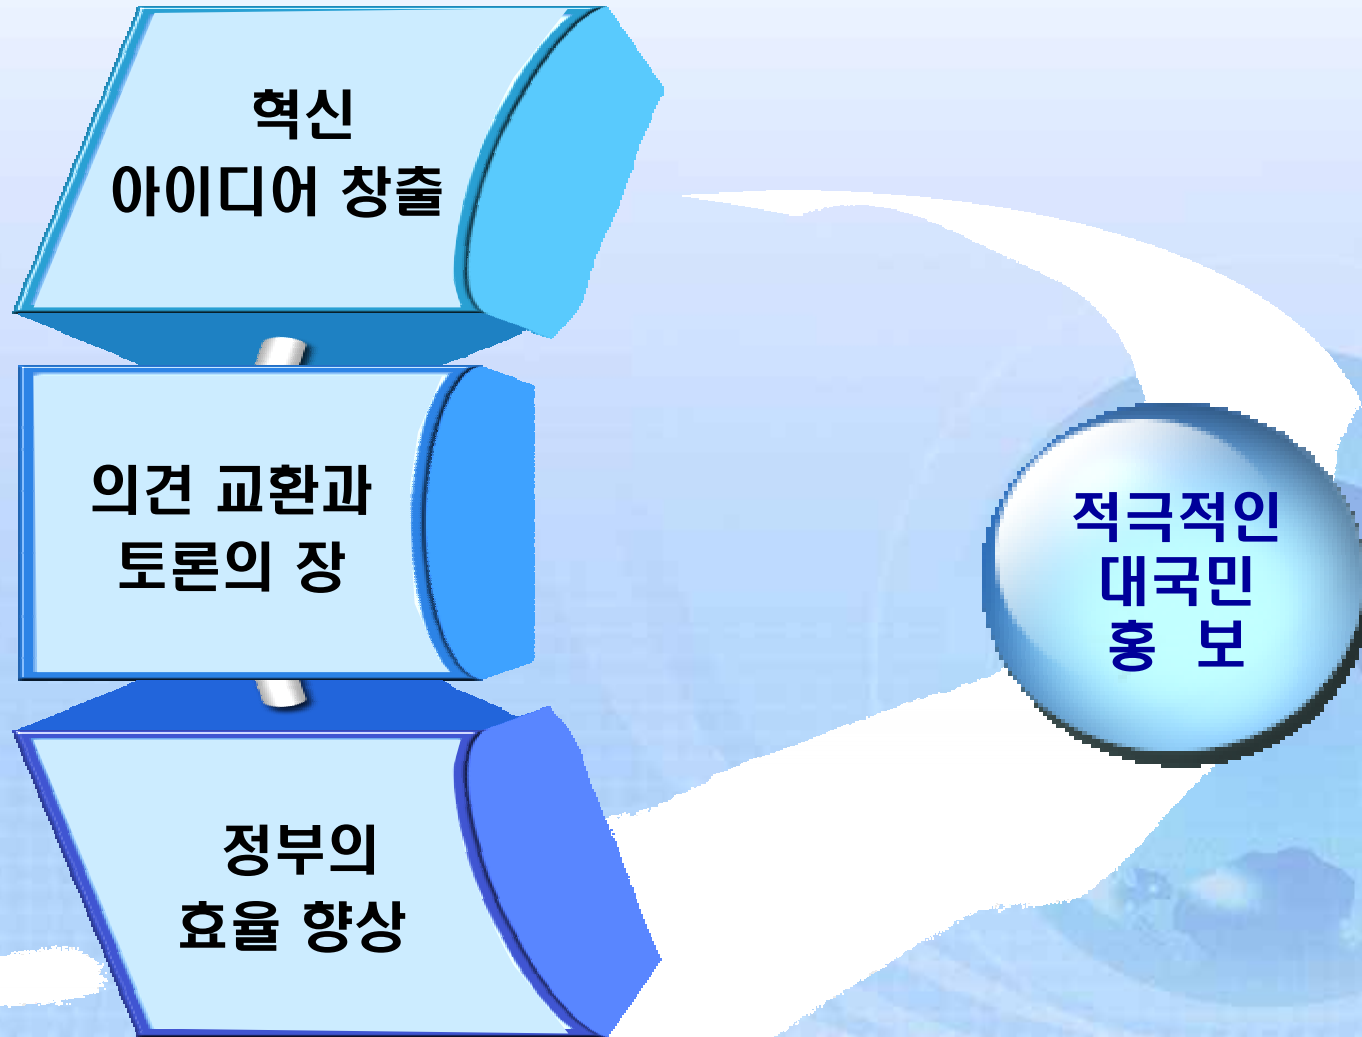 혁신
아이디어 창출
의견 교환과
토론의 장
정부의
효율 향상
적극적인
대국민
홍 보